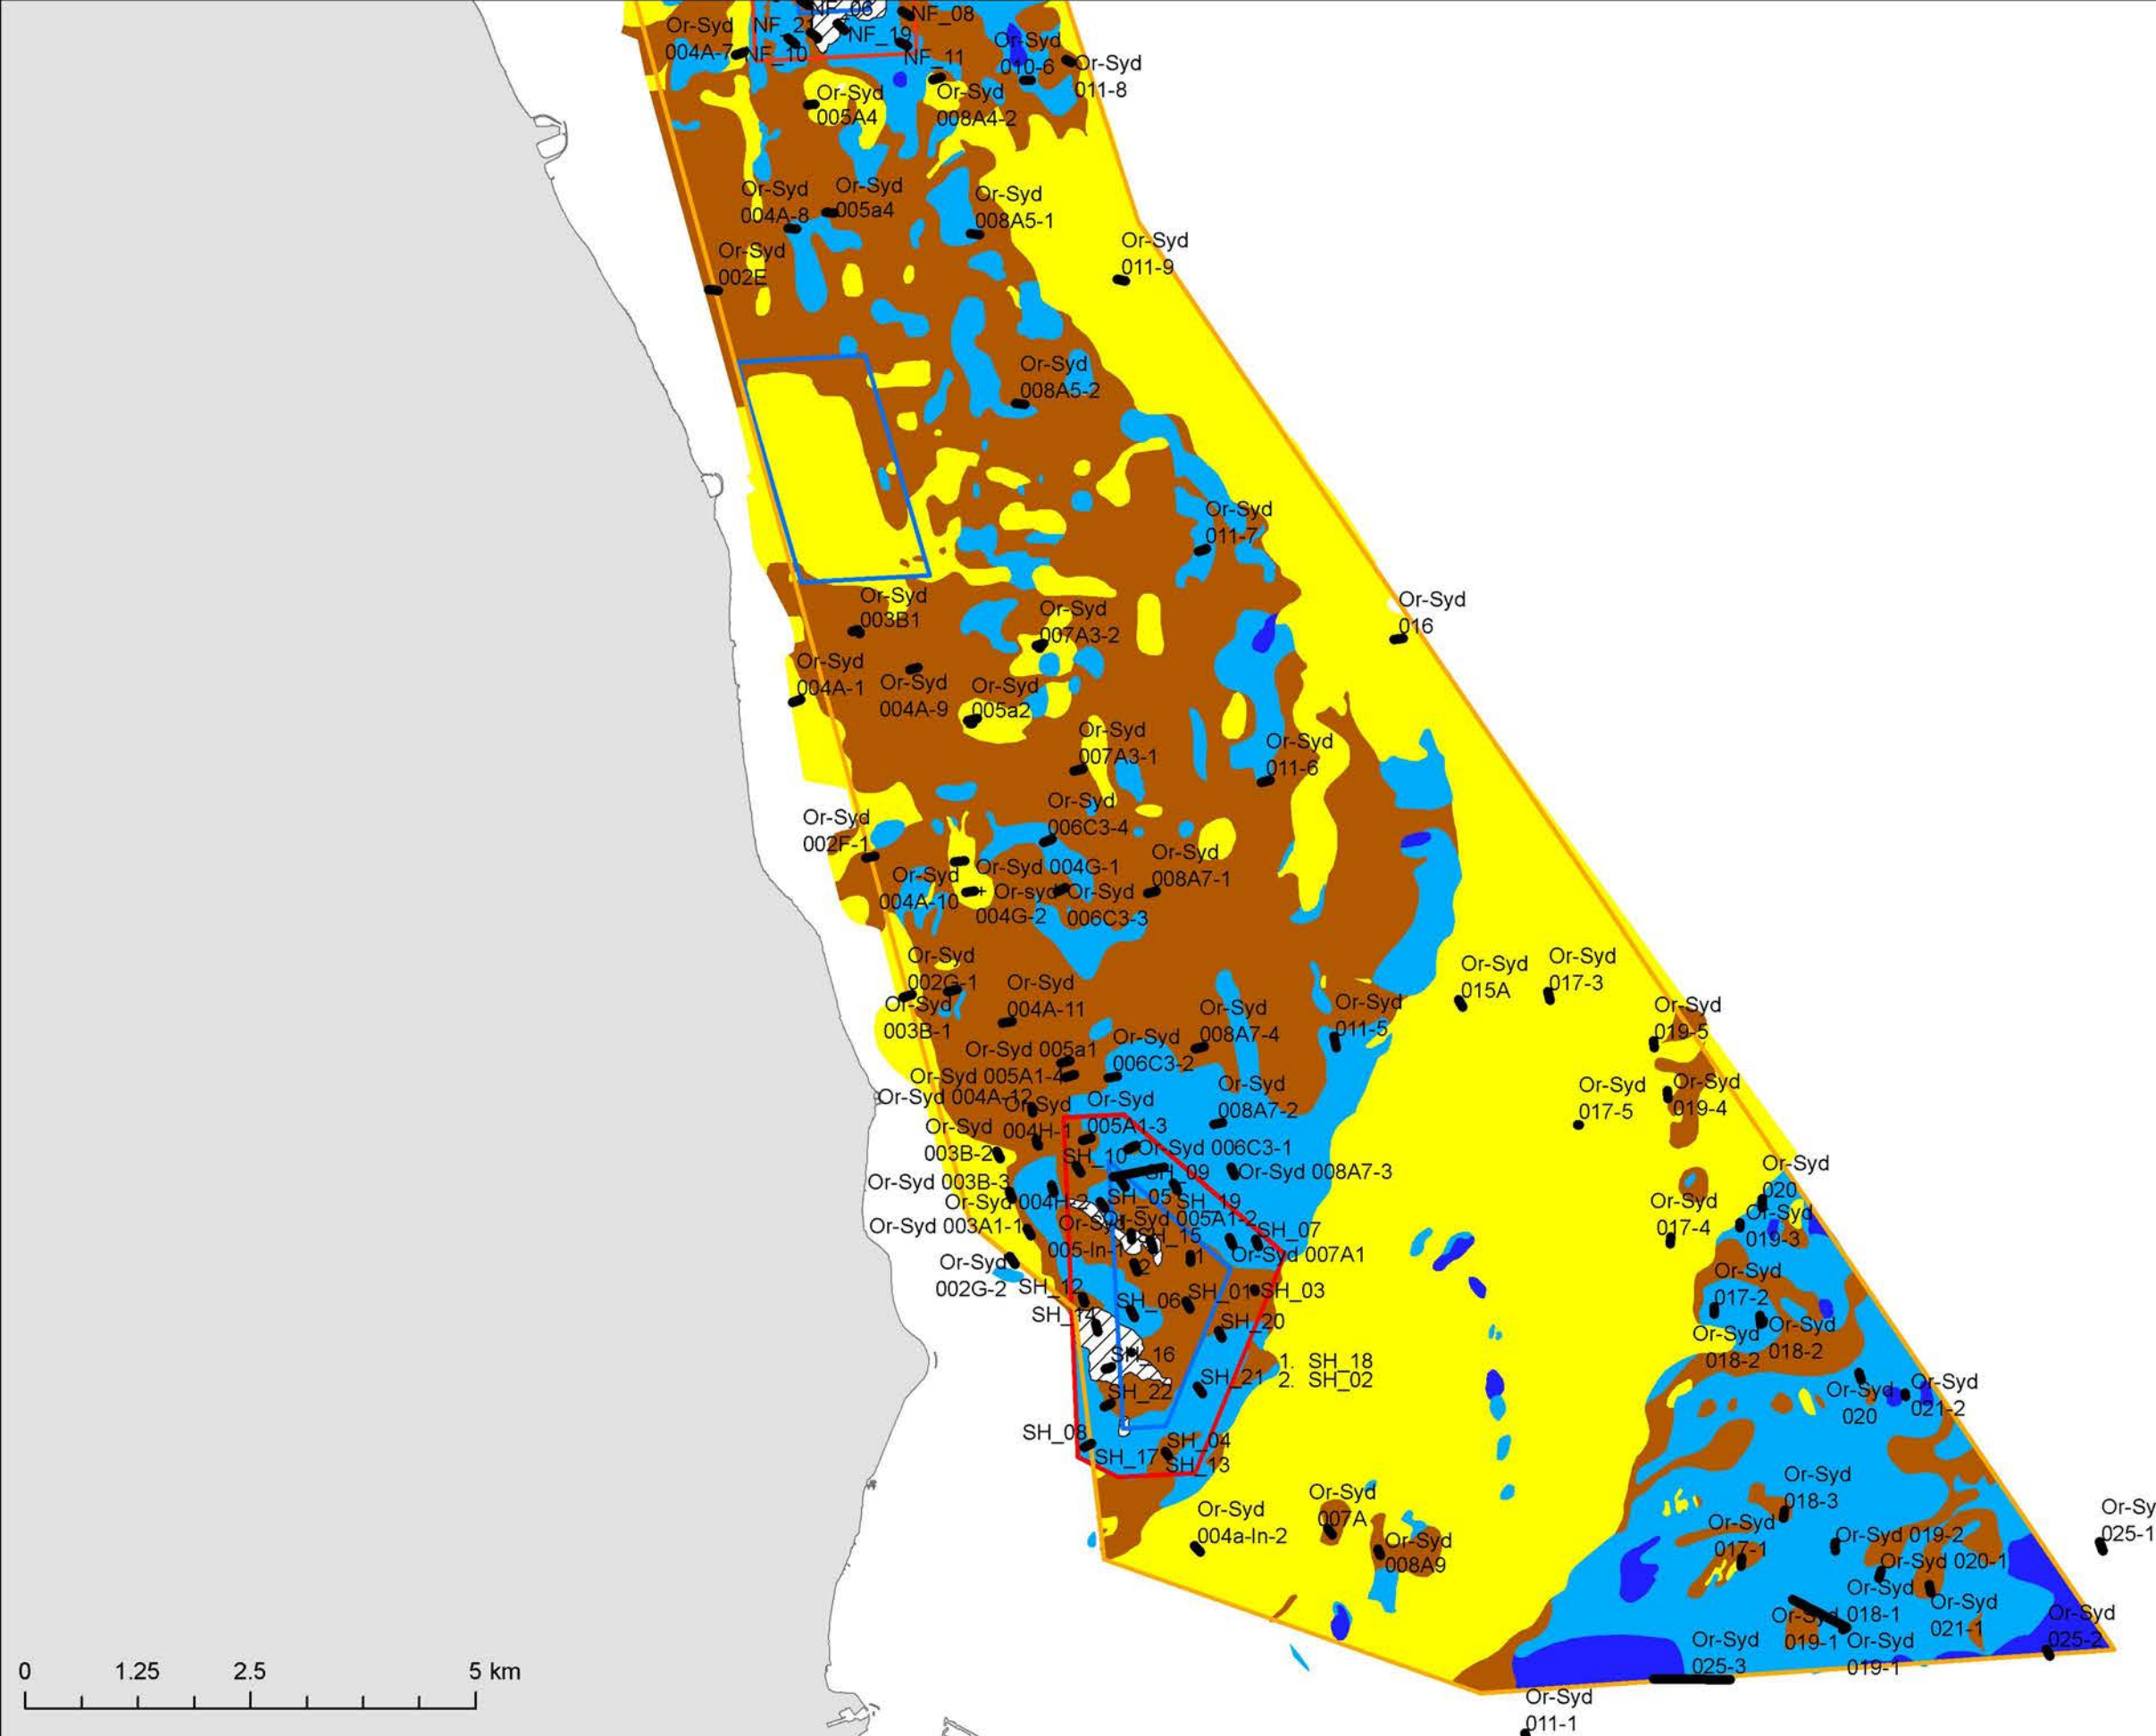 NF_06
NF_08
Or-Syd
004A-7
NF_21
NF_19
NF_10
NF_11
Or-Syd
010-6
Or-Syd
011-8
Or-Syd
005A4
Or-Syd
008A4-2
Or-Syd
004A-8
Or-Syd
005a4
Or-Syd
008A5-1
Or-Syd
002E
Or-Syd
011-9
Or-Syd
008A5-2
Or-Syd
011-7
Or-Syd
003B1
Or-Syd
007A3-2
Or-Syd
016
Or-Syd
004A-1
Or-Syd
004A-9
Or-Syd
005a2
Or-Syd
007A3-1
Or-Syd
011-6
Or-Syd
002F-1
Or-Syd
006C3-4
Or-Syd 004G-1
Or-Syd
008A7-1
Or-Syd
004A-10
+ Or-syd
004G-2
Or-Syd
006C3-3
Or-Syd
002G-1
Or-Syd
003B-1
Or-Syd
004A-11
Or-Syd
015A
Or-Syd
017-3
Or-Syd
008A7-4
Or-Syd
011-5
Or-Syd
019-5
Or-Syd 005a1
Or-Syd
006C3-2
Or-Syd 005A1-4
Or-Syd 004A-12
Or-Syd
004H-1
Or-Syd
005A1-3
Or-Syd
008A7-2
Or-Syd
017-5
Or-Syd
019-4
Or-Syd
003B-2
Or-Syd 006C3-1
SH_10
SH_09
Or-Syd 008A7-3
Or-Syd 003B-3
Or-Syd 004H-2
SH_05
SH_19
Or-Syd
020
Or-Syd
017-4
Or-Syd
019-3
Or-Syd 003A1-1
Or-Syd 005A1-2
Or-Syd
005-In-1
SH_15
SH_07
Or-Syd 007A1
1
2
Or-Syd
002G-2
SH_12
SH_14
SH_06
SH_01
SH_03
SH_20
Or-Syd
017-2
Or-Syd
018-2
Or-Syd
018-2
SH_16
1. SH_18
2. SH_02
SH_21
SH_22
Or-Syd
020
Or-Syd
021-2
SH_08
SH_04
SH_17
SH_13
Or-Syd
004a-In-2
Or-Syd
007A
Or-Syd
008A9
Or-Syd
018-3
Or-Syd
017-1
Or-Syd 019-2
Or-Syd 020-1
Or-Sy
025-1
Or-Syd
018-1
Or-Syd
019-1
Or-Syd
021-1
Or-Syd
019-1
Or-Syd
025-2
Or-Syd
025-3
Or-Syd
011-1
0 1.25 2.5 5 km